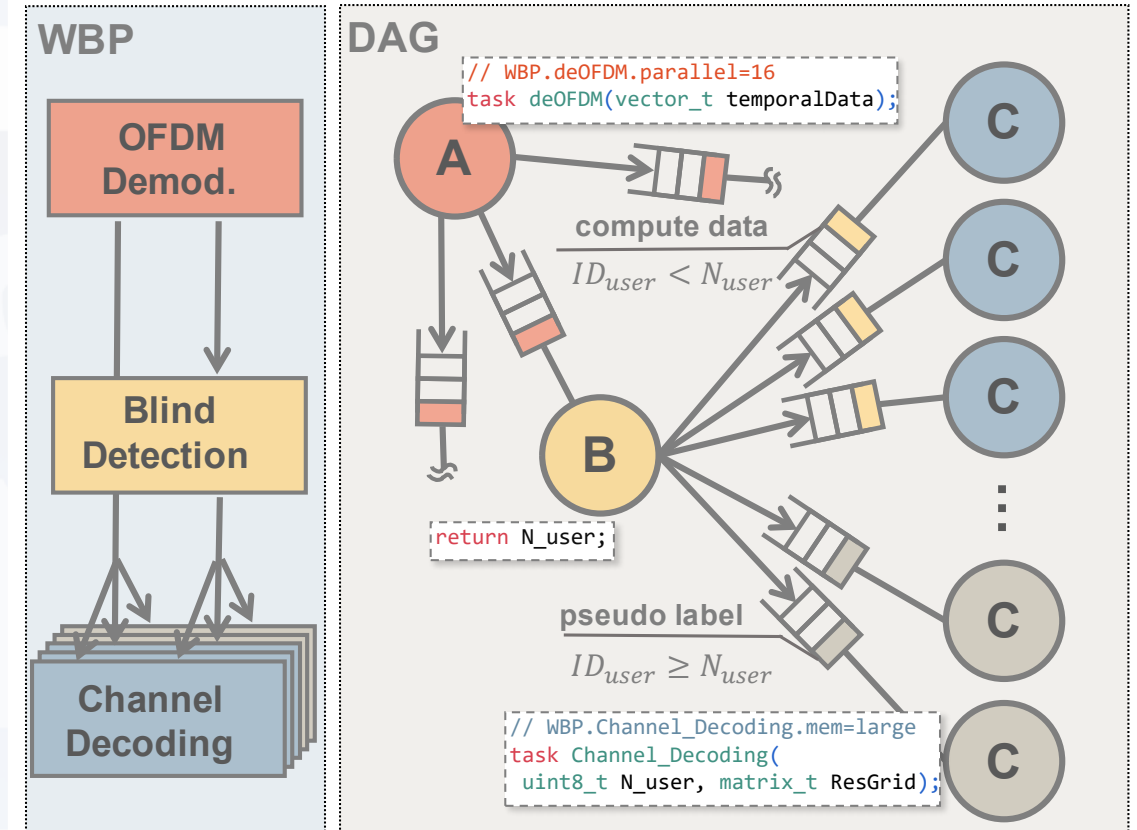 WBP
OFDM
Demod.
Blind
Detection
Channel
Decoding
DAG
// WBP.deOFDM.parallel=16
task deOFDM(vector_t temporalData);
A
compute data
ID_user < N_user
B
return N_user;
C
C
C
⋮
C
C
pseudo label
ID_user ≥ N_user
// WBP.Channel_Decoding.mem=large
task Channel_Decoding(
uint8_t N_user, matrix_t ResGrid);